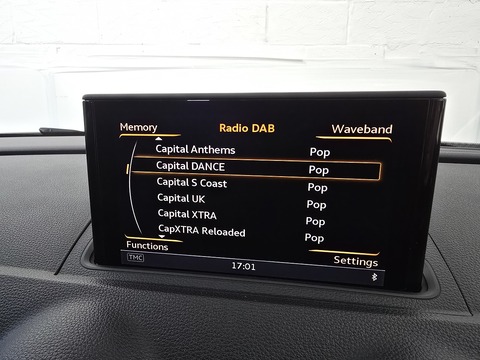 Memory Radio DAB Waveband
Capital Anthems Pop
Capital DANCE Pop
Capital S Coast Pop
Capital UK Pop
Capital XTRA Pop
CapXTRA Reloaded Pop
Functions Settings
TMC 17:01